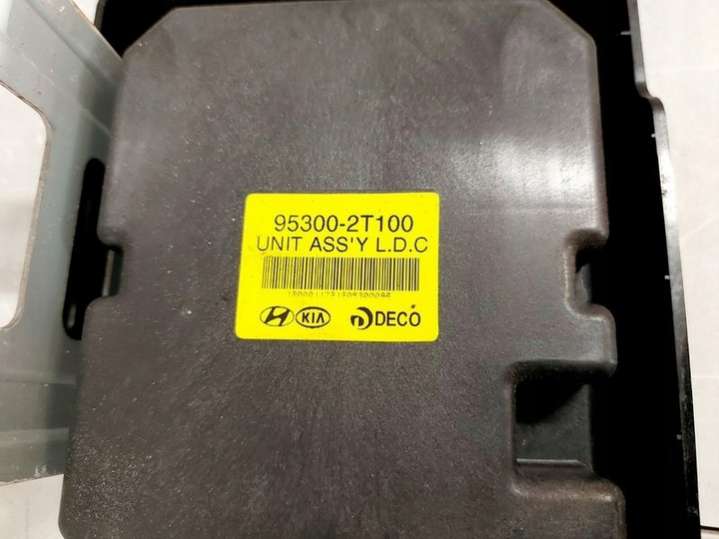 95300-2T100
UNIT ASS'Y L.D.C
KIA DECO